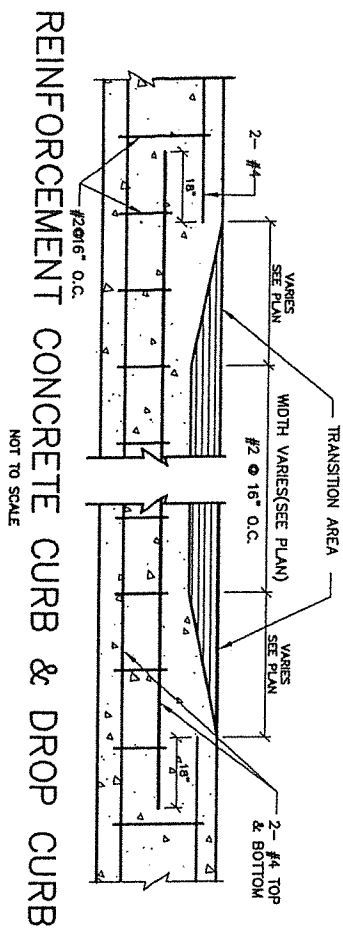 TRANSITION AREA
VARIES
SEE PLAN
WIDTH VARIES(SEE PLAN)
VARIES
SEE PLAN
2- #4
#2 @ 16" O.C.
2- #4 TOP
& BOTTOM
18"
18"
#2@16" O.C.
REINFORCEMENT CONCRETE CURB & DROP CURB
NOT TO SCALE